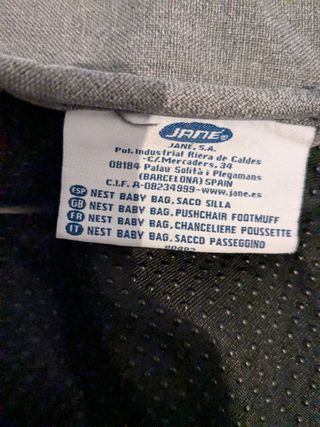 JANE®
JANE, S.A.
Pol. Industrial Riera de Caldes
-C/. Mercaders, 34
08184 Palau Solità i Plegamans
(BARCELONA) SPAIN
C.I.F. A-08234999-www.jane.es
ESP NEST BABY BAG, SACO SILLA
GB NEST BABY BAG, PUSHCHAIR FOOTMUFF
FR NEST BABY BAG, CHANCELIERE POUSSETTE
IT NEST BABY BAG, SACCO PASSEGGINO